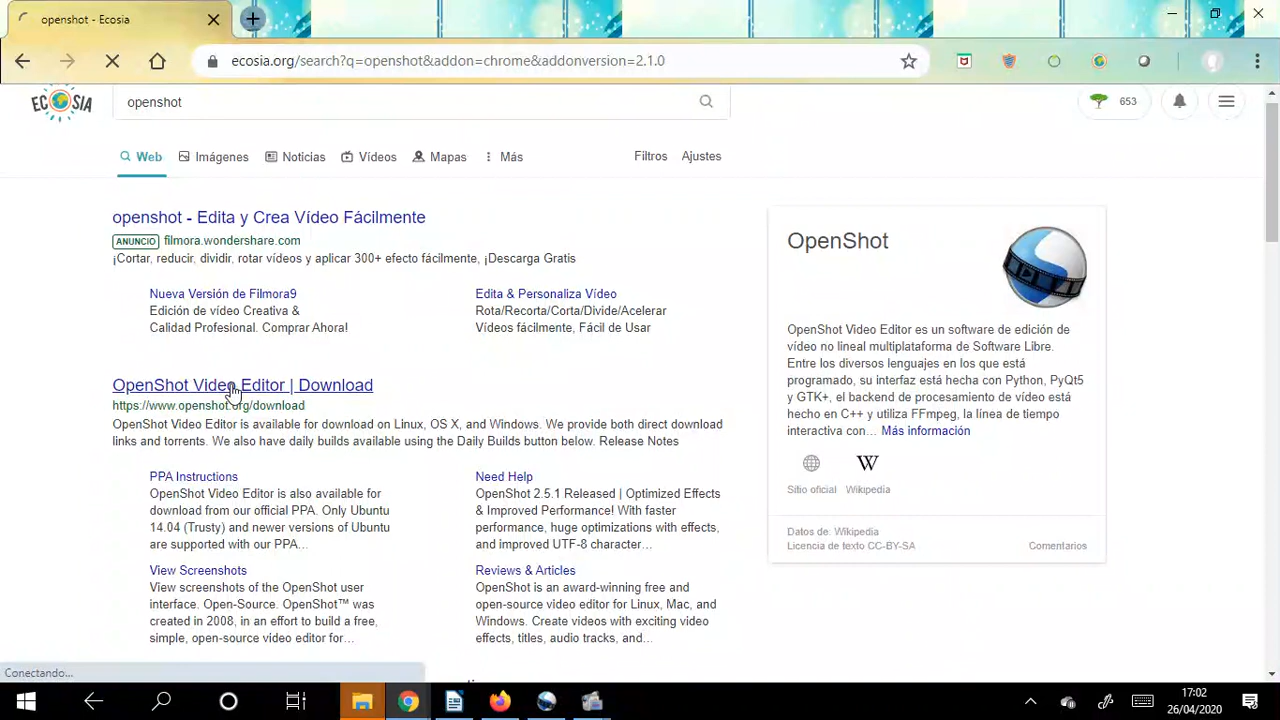 openshot - Ecosia
ecosia.org/search?q=openshot&addon=chrome&addonversion=2.1.0
ECOSIA
openshot
653
Web Imágenes Noticias Vídeos Mapas Más Filtros Ajustes
openshot - Edita y Crea Vídeo Fácilmente
ANUNCIO filmora.wondershare.com
¡Cortar, reducir, dividir, rotar vídeos y aplicar 300+ efecto fácilmente, ¡Descarga Gratis
Nueva Versión de Filmora9
Edición de vídeo Creativa &
Calidad Profesional. Comprar Ahora!
Edita & Personaliza Vídeo
Rota/Recorta/Corta/Divide/Acelerar
Vídeos fácilmente, Fácil de Usar
OpenShot Video Editor | Download
https://www.openshot.org/download
OpenShot Video Editor is available for download on Linux, OS X, and Windows. We provide both direct download
links and torrents. We also have daily builds available using the Daily Builds button below. Release Notes
PPA Instructions
OpenShot Video Editor is also available for
download from our official PPA. Only Ubuntu
14.04 (Trusty) and newer versions of Ubuntu
are supported with our PPA...
Need Help
OpenShot 2.5.1 Released | Optimized Effects
& Improved Performance! With faster
performance, huge optimizations with effects,
and improved UTF-8 character...
View Screenshots
View screenshots of the OpenShot user
interface. Open-Source. OpenShot™ was
created in 2008, in an effort to build a free,
simple, open-source video editor for...
Reviews & Articles
OpenShot is an award-winning free and
open-source video editor for Linux, Mac, and
Windows. Create videos with exciting video
effects, titles, audio tracks, and...
OpenShot
OpenShot Video Editor es un software de edición de
vídeo no lineal multiplataforma de Software Libre.
Entre los diversos lenguajes en los que está
programado, su interfaz está hecha con Python, PyQt5
y GTK+, el backend de procesamiento de vídeo está
hecho en C++ y utiliza FFmpeg, la línea de tiempo
interactiva con... Más información
W
Sitio oficial Wikipedia
Datos de: Wikipedia
Licencia de texto CC-BY-SA Comentarios
Conectando...
17:02
26/04/2020